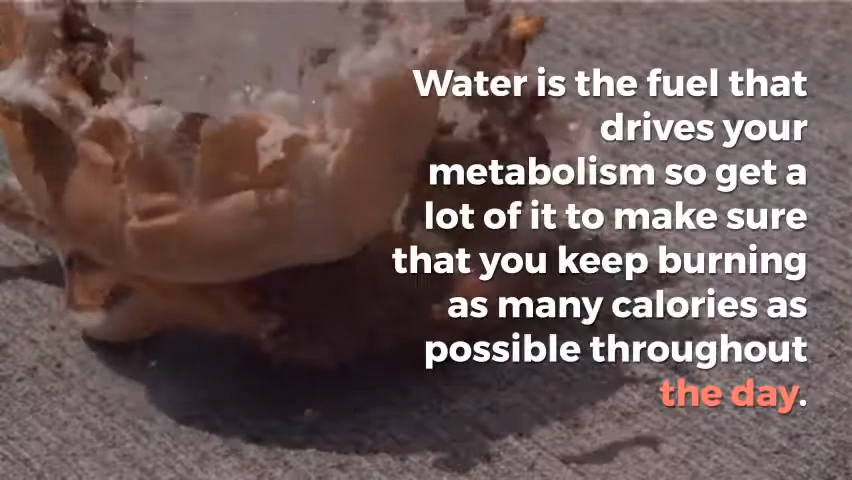 Water is the fuel that
drives your
metabolism so get a
lot of it to make sure
that you keep burning
as many calories as
possible throughout
the day.